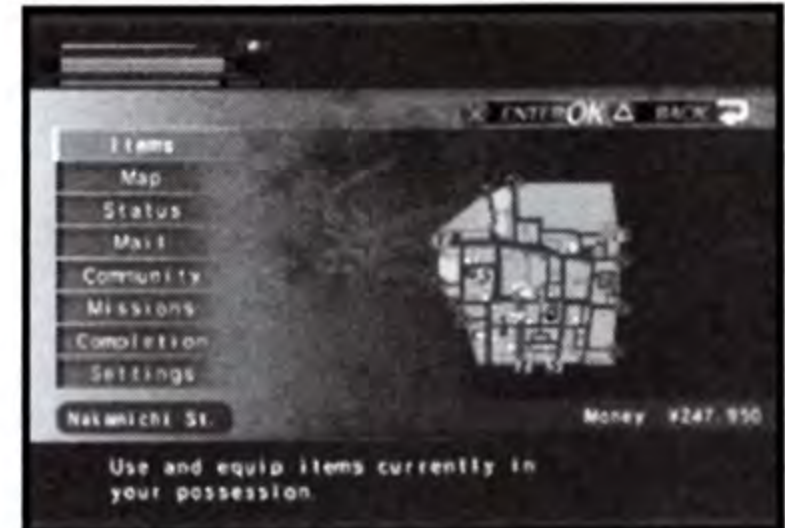 ENTER OK BACK
Items
Map
Status
Mail
Community
Missions
Completion
Settings
Nakamichi St.
Money ¥247,950
Use and equip items currently in
your possession.